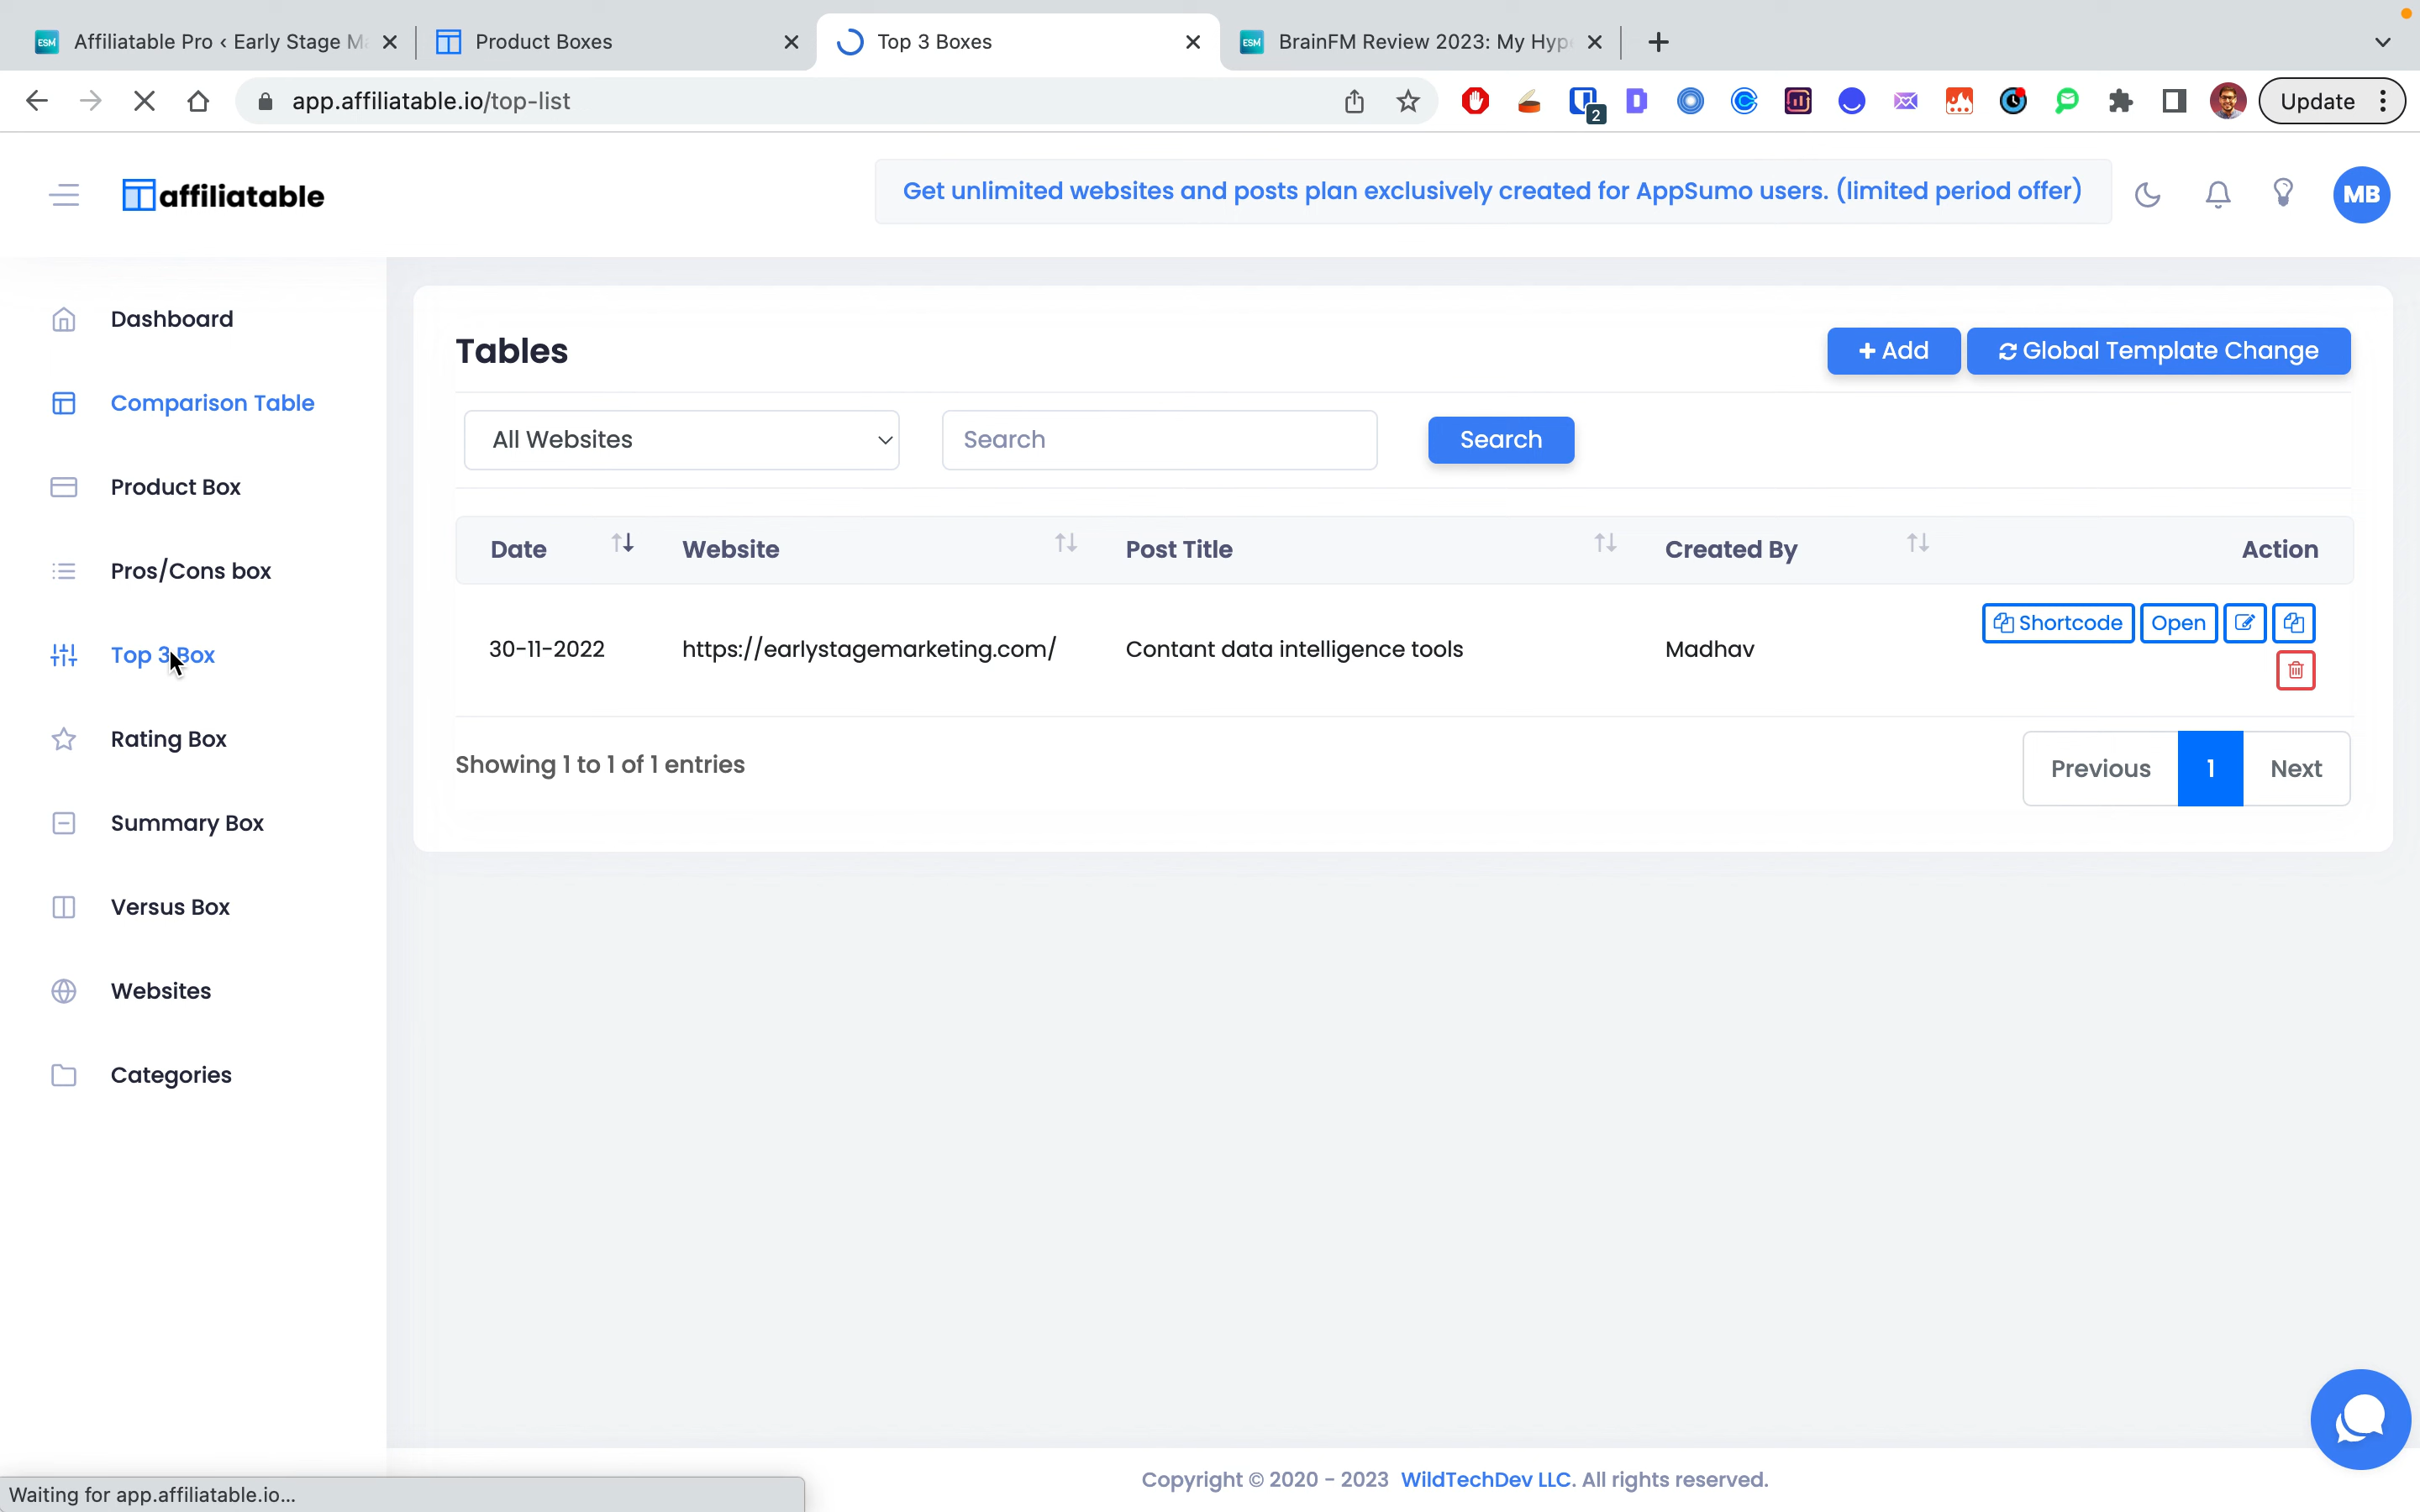 Affiliatable Pro ‹ Early Stage Ma
Product Boxes
Top 3 Boxes
BrainFM Review 2023: My Hyp
app.affiliatable.io/top-list
2
Update
affiliatable
Get unlimited websites and posts plan exclusively created for AppSumo users. (limited period offer)
MB
Dashboard
Comparison Table
Product Box
Pros/Cons box
Top 3 Box
Rating Box
Summary Box
Versus Box
Websites
Categories
Tables
Add
Global Template Change
All Websites
Search
Search
Date
Website
Post Title
Created By
Action
30-11-2022
https://earlystagemarketing.com/
Contant data intelligence tools
Madhav
Shortcode
Open
Showing 1 to 1 of 1 entries
Previous
1
Next
Copyright © 2020 - 2023 WildTechDev LLC. All rights reserved.
Waiting for app.affiliatable.io...